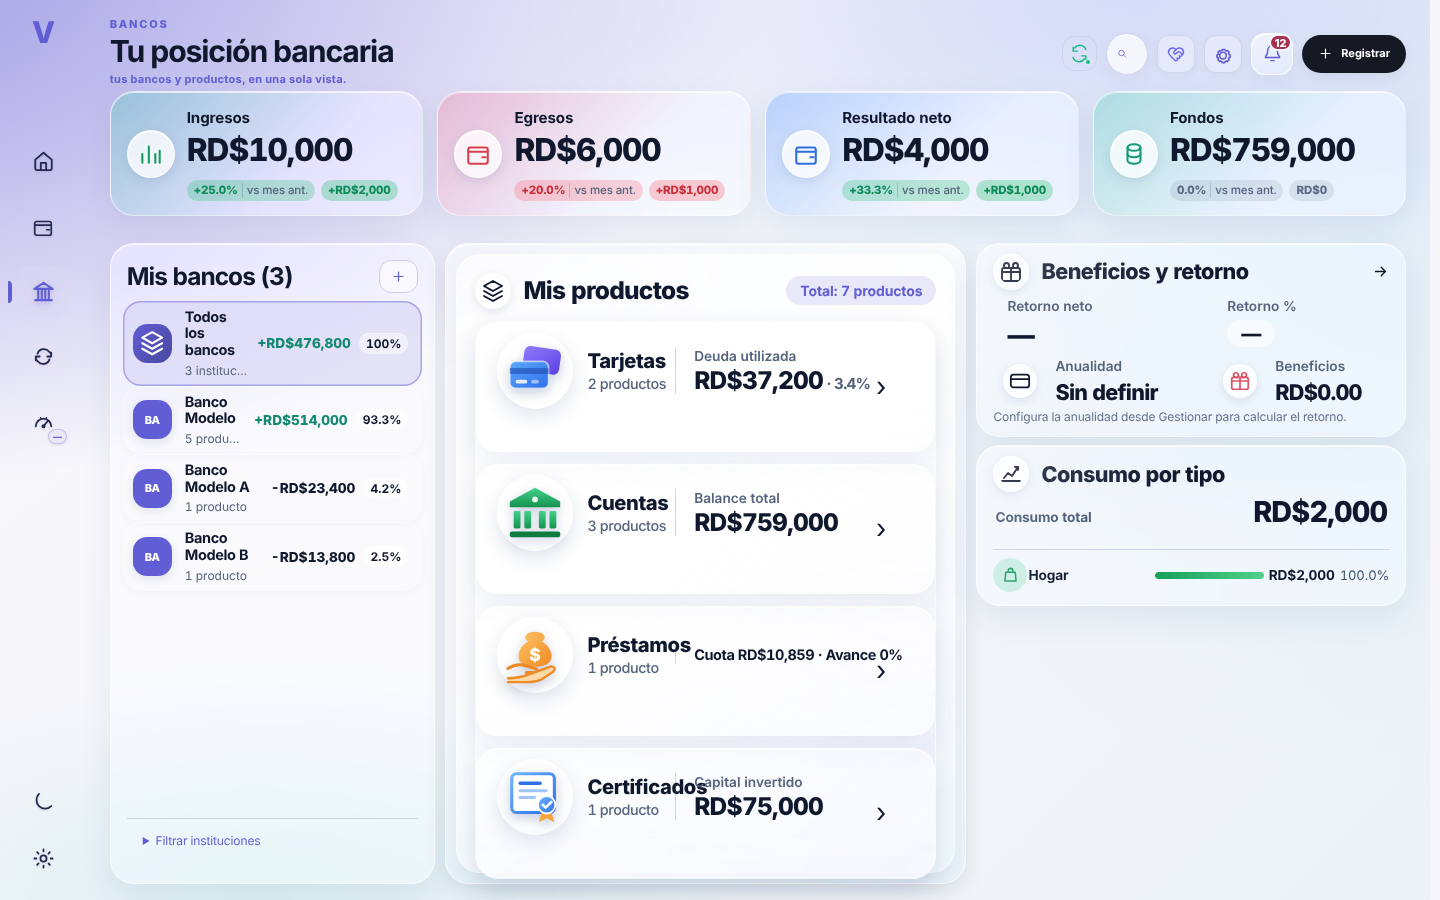 V
BANCOS
Tu posición bancaria
tus bancos y productos, en una sola vista.
12
Registrar
Ingresos
RD$10,000
+25.0% vs mes ant. +RD$2,000
Egresos
RD$6,000
+20.0% vs mes ant. +RD$1,000
Resultado neto
RD$4,000
+33.3% vs mes ant. +RD$1,000
Fondos
RD$759,000
0.0% vs mes ant. RD$0
Mis bancos (3)
+
Todos
los
bancos
3 instituc...
+RD$476,800 100%
BA
Banco
Modelo
5 produ...
+RD$514,000 93.3%
BA
Banco
Modelo A
1 producto
-RD$23,400 4.2%
BA
Banco
Modelo B
1 producto
-RD$13,800 2.5%
Filtrar instituciones
Mis productos
Total: 7 productos
Tarjetas
2 productos
Deuda utilizada
RD$37,200 · 3.4%
Cuentas
3 productos
Balance total
RD$759,000
$
Préstamos
1 producto
Cuota RD$10,859 · Avance 0%
Certificados
1 producto
Capital invertido
RD$75,000
Beneficios y retorno
Retorno neto
—
Retorno %
—
Anualidad
Sin definir
Beneficios
RD$0.00
Configura la anualidad desde Gestionar para calcular el retorno.
Consumo por tipo
Consumo total
RD$2,000
Hogar
RD$2,000 100.0%